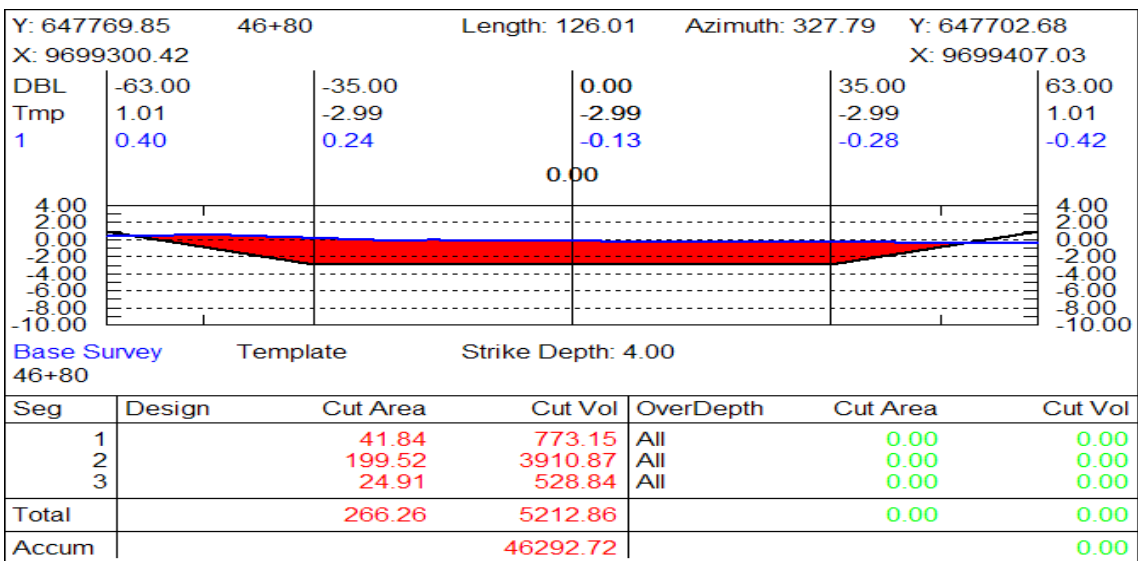 Y: 647769.85 46+80 Length: 126.01 Azimuth: 327.79 Y: 647702.68
X: 9699300.42 X: 9699407.03
DBL -63.00 -35.00 0.00 35.00 63.00
Tmp 1.01 -2.99 -2.99 -2.99 1.01
1 0.40 0.24 -0.13 -0.28 -0.42
0.00
4.00 4.00
2.00 2.00
0.00 0.00
-2.00 -2.00
-4.00 -4.00
-6.00 -6.00
-8.00 -8.00
-10.00 -10.00
Base Survey Template Strike Depth: 4.00
46+80
Seg Design Cut Area Cut Vol OverDepth Cut Area Cut Vol
1 41.84 773.15 All 0.00 0.00
2 199.52 3910.87 All 0.00 0.00
3 24.91 528.84 All 0.00 0.00
Total 266.26 5212.86 0.00 0.00
Accum 46292.72 0.00